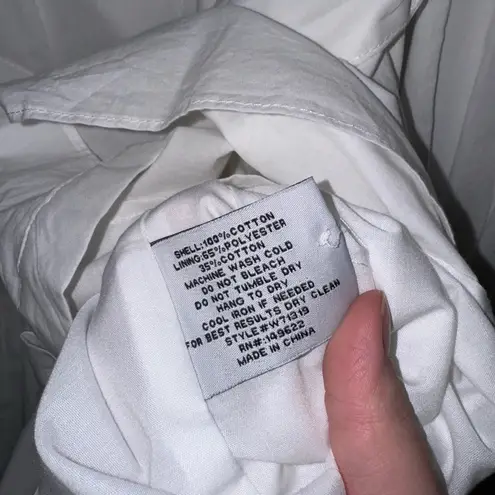 SHELL:100%COTTON
LINING:65%POLYESTER
35%COTTON
MACHINE WASH COLD
DO NOT BLEACH
DO NOT TUMBLE DRY
HANG TO DRY
COOL IRON IF NEEDED
FOR BEST RESULTS DRY CLEAN
STYLE#W71319
RN#:149622
MADE IN CHINA